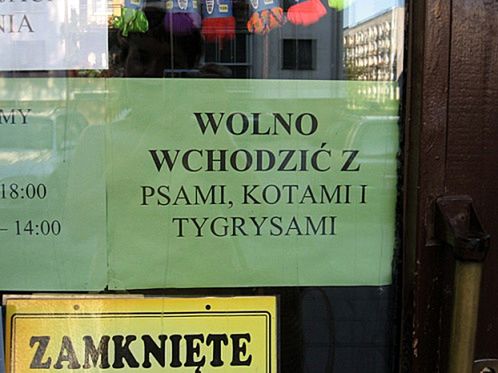 NIA
MY
18:00
– 14:00
WOLNO
WCHODZIĆ Z
PSAMI, KOTAMI I
TYGRYSAMI
ZAMKNIĘTE